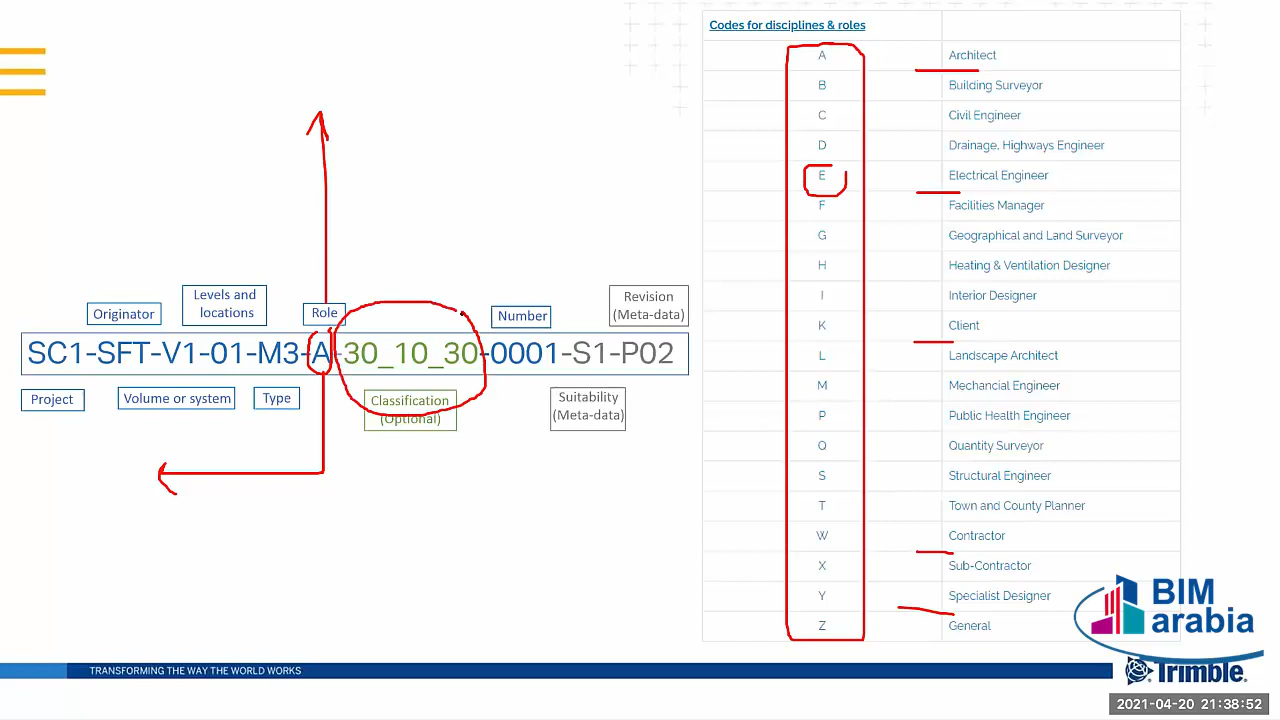 Codes for disciplines & roles
A Architect
B Building Surveyor
C Civil Engineer
D Drainage, Highways Engineer
E Electrical Engineer
F Facilities Manager
G Geographical and Land Surveyor
H Heating & Ventilation Designer
I Interior Designer
K Client
L Landscape Architect
M Mechancial Engineer
P Public Health Engineer
Q Quantity Surveyor
S Structural Engineer
T Town and County Planner
W Contractor
X Sub-Contractor
Y Specialist Designer
Z General
Originator
Levels and
locations
Role
Number
Revision
(Meta-data)
SC1-SFT-V1-01-M3-A-30_10_30-0001-S1-P02
Project
Volume or system
Type
Classification
(Optional)
Suitability
(Meta-data)
BIM
arabia
TRANSFORMING THE WAY THE WORLD WORKS
Trimble.
2021-04-20 21:38:52